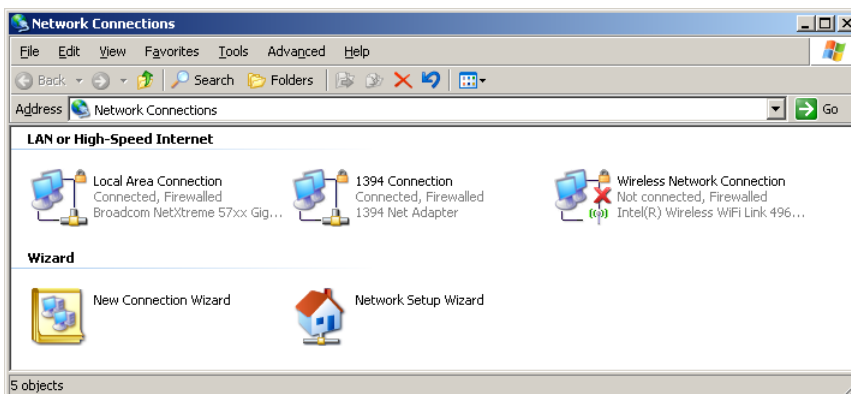 Network Connections
File Edit View Favorites Tools Advanced Help
Back Search Folders
Address Network Connections Go
LAN or High-Speed Internet
Local Area Connection
Connected, Firewalled
Broadcom NetXtreme 57xx Gig...
1394 Connection
Connected, Firewalled
1394 Net Adapter
Wireless Network Connection
Not connected, Firewalled
Intel(R) Wireless WiFi Link 496...
Wizard
New Connection Wizard
Network Setup Wizard
5 objects